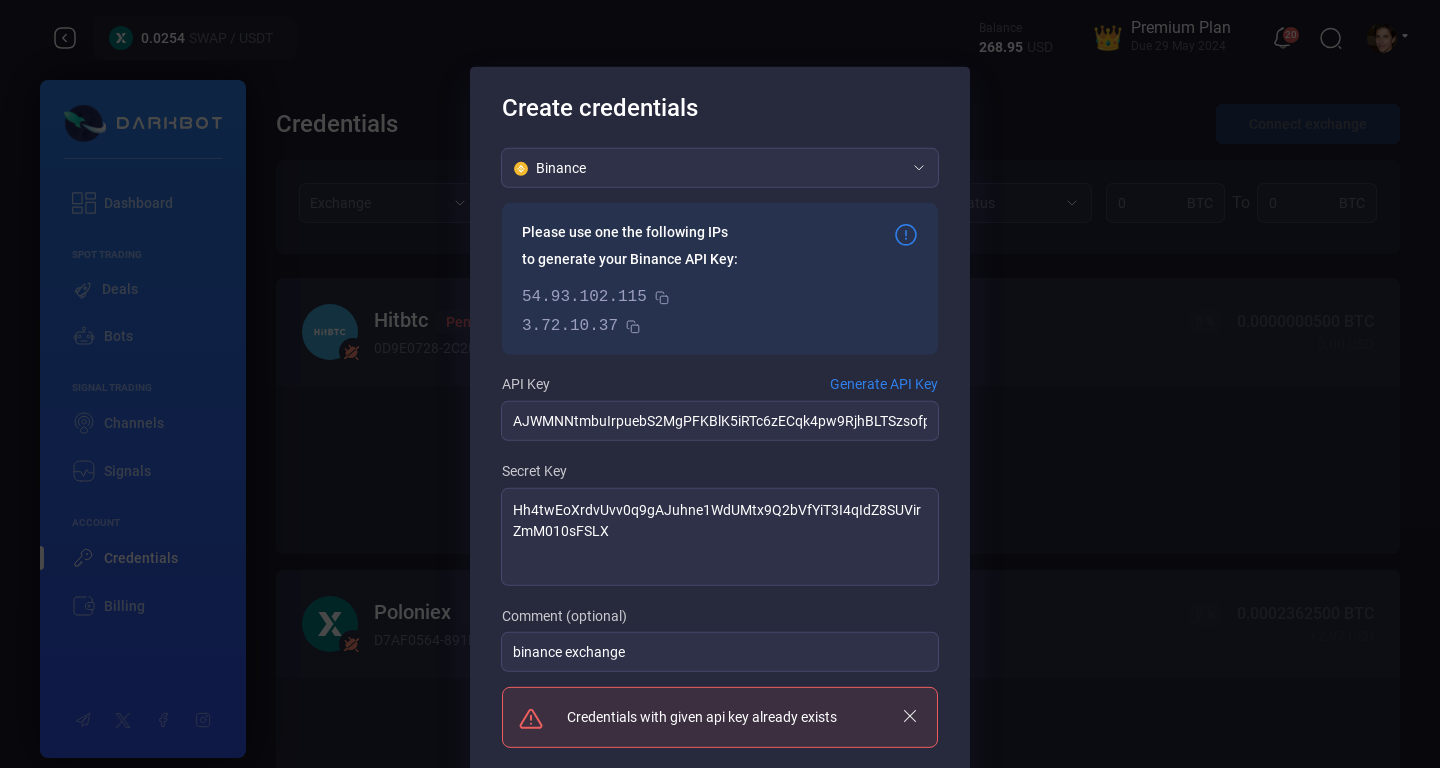 0.0254 SWAP / USDT
Balance
268.95 USD
Premium Plan
Due 29 May 2024
20
DARKBOT
Dashboard
SPOT TRADING
Deals
Bots
SIGNAL TRADING
Channels
Signals
ACCOUNT
Credentials
Billing
Credentials
Connect exchange
Exchange
atus
0 BTC To 0 BTC
HitBTC
Hitbtc
Pen
0D9E0728-2C2
0.0000000500 BTC
Poloniex
D7AF0564-891
0.0002362500 BTC
Create credentials
Binance
Please use one the following IPs
to generate your Binance API Key:
54.93.102.115
3.72.10.37
API Key
Generate API Key
AJWMNNtmbuIrpuebS2MgPFKBlK5iRTc6zECqk4pw9RjhBLTSzsofp
Secret Key
Hh4twEoXrdvUvv0q9gAJuhne1WdUMtx9Q2bVfYiT3I4qIdZ8SUVir
ZmM010sFSLX
Comment (optional)
binance exchange
Credentials with given api key already exists